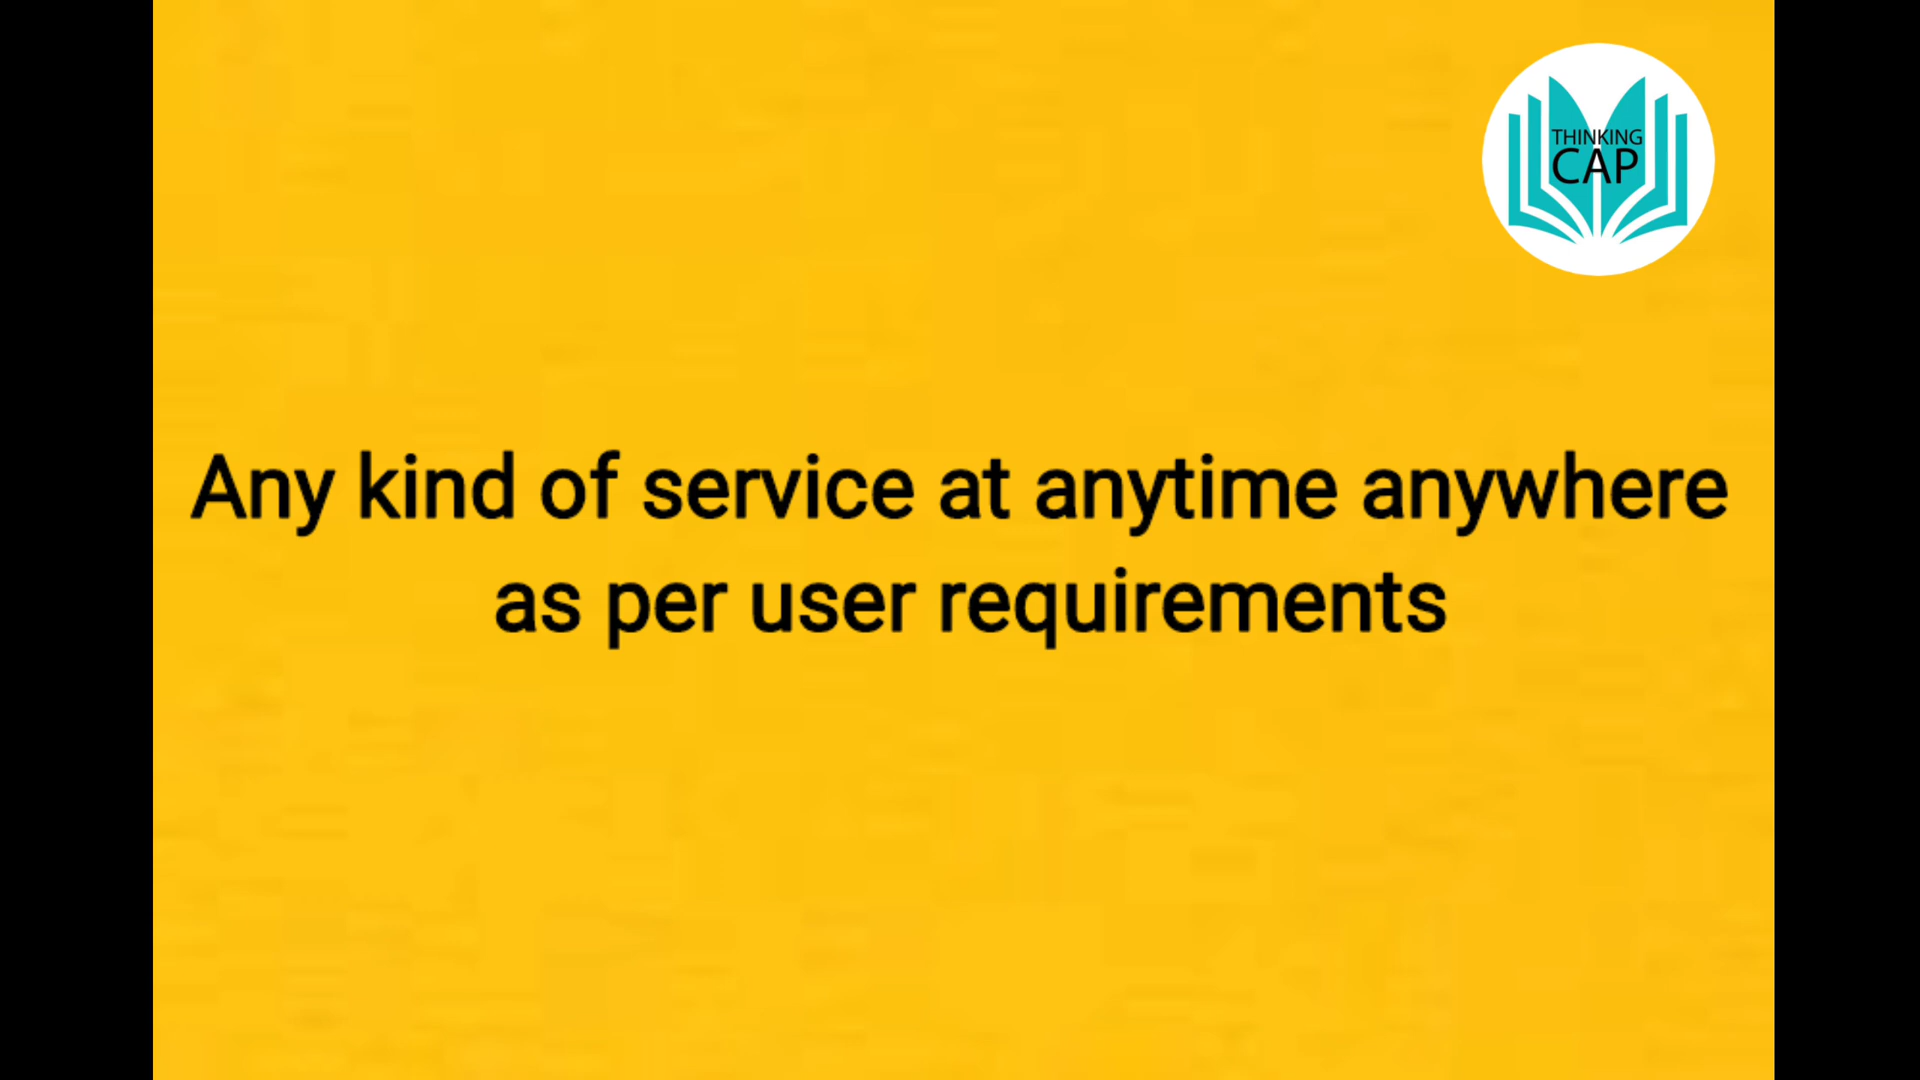 THINKING
CAP
Any kind of service at anytime anywhere
as per user requirements